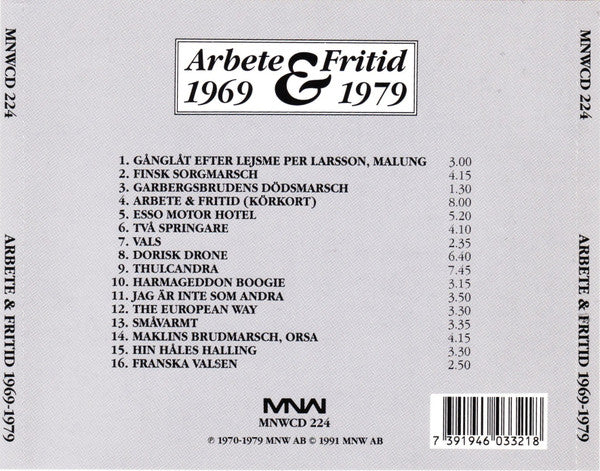 Arbete & Fritid
1969 1979
1. GÅNGLÅT EFTER LEJSME PER LARSSON, MALUNG 3.00
2. FINSK SORGMARSCH 4.15
3. GARBERGSBRUDENS DÖDSMARSCH 1.30
4. ARBETE & FRITID (KÖRKORT) 8.00
5. ESSO MOTOR HOTEL 5.20
6. TVÅ SPRINGARE 4.10
7. VALS 2.35
8. DORISK DRONE 6.40
9. THULCANDRA 7.45
10. HARMAGEDDON BOOGIE 3.15
11. JAG ÄR INTE SOM ANDRA 3.50
12. THE EUROPEAN WAY 3.30
13. SMÅVARMT 3.35
14. MAKLINS BRUDMARSCH, ORSA 4.15
15. HIN HÅLES HALLING 3.30
16. FRANSKA VALSEN 2.50
MNW
MNWCD 224
℗ 1970-1979 MNW AB © 1991 MNW AB
7 391946 033218
MNWCD 224
ARBETE & FRITID 1969-1979
MNWCD 224
ARBETE & FRITID 1969-1979